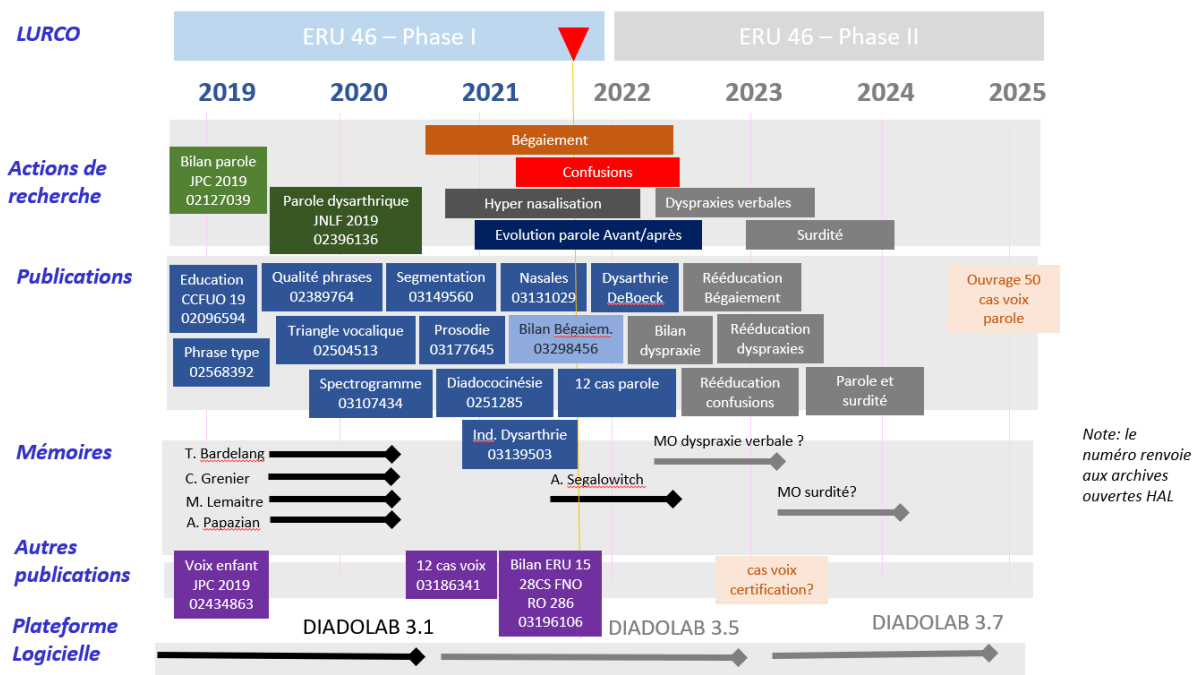 LURCO
ERU 46 – Phase I
ERU 46 – Phase II
2019
2020
2021
2022
2023
2024
2025
Actions de
recherche
Bilan parole
JPC 2019
02127039
Parole dysarthrique
JNLF 2019
02396136
Bégaiement
Confusions
Hyper nasalisation
Dyspraxies verbales
Evolution parole Avant/après
Surdité
Publications
Education
CCFUO 19
02096594
Qualité phrases
02389764
Segmentation
03149560
Nasales
03131029
Dysarthrie
DeBoeck
Rééducation
Bégaiement
Ouvrage 50
cas voix
parole
Phrase type
02568392
Triangle vocalique
02504513
Prosodie
03177645
Bilan Bégaiem.
03298456
Bilan
dyspraxie
Rééducation
dyspraxies
Spectrogramme
03107434
Diadococinésie
0251285
12 cas parole
Rééducation
confusions
Parole et
surdité
Ind. Dysarthrie
03139503
Mémoires
T. Bardelang
C. Grenier
M. Lemaitre
A. Papazian
A. Segalowitch
MO dyspraxie verbale ?
MO surdité?
Note: le
numéro renvoie
aux archives
ouvertes HAL
Autres
publications
Voix enfant
JPC 2019
02434863
12 cas voix
03186341
Bilan ERU 15
28CS FNO
RO 286
03196106
cas voix
certification?
Plateforme
Logicielle
DIADOLAB 3.1
DIADOLAB 3.5
DIADOLAB 3.7